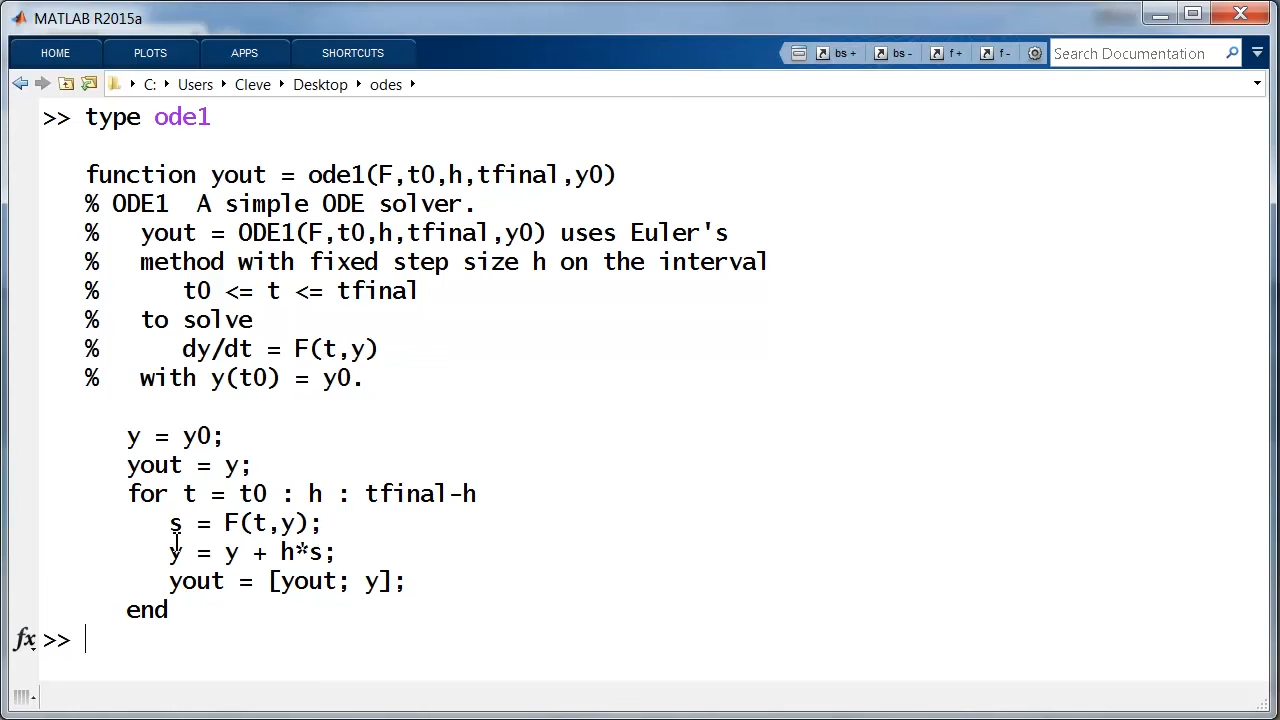 MATLAB R2015a
HOME PLOTS APPS SHORTCUTS bs + bs - f + f - Search Documentation
C: Users Cleve Desktop odes
>> type ode1
function yout = ode1(F,t0,h,tfinal,y0)
% ODE1  A simple ODE solver.
%   yout = ODE1(F,t0,h,tfinal,y0) uses Euler's
%   method with fixed step size h on the interval
%      t0 <= t <= tfinal
%   to solve
%      dy/dt = F(t,y)
%   with y(t0) = y0.
   y = y0;
   yout = y;
   for t = t0 : h : tfinal-h
      s = F(t,y);
      y = y + h*s;
      yout = [yout; y];
   end
fx >>